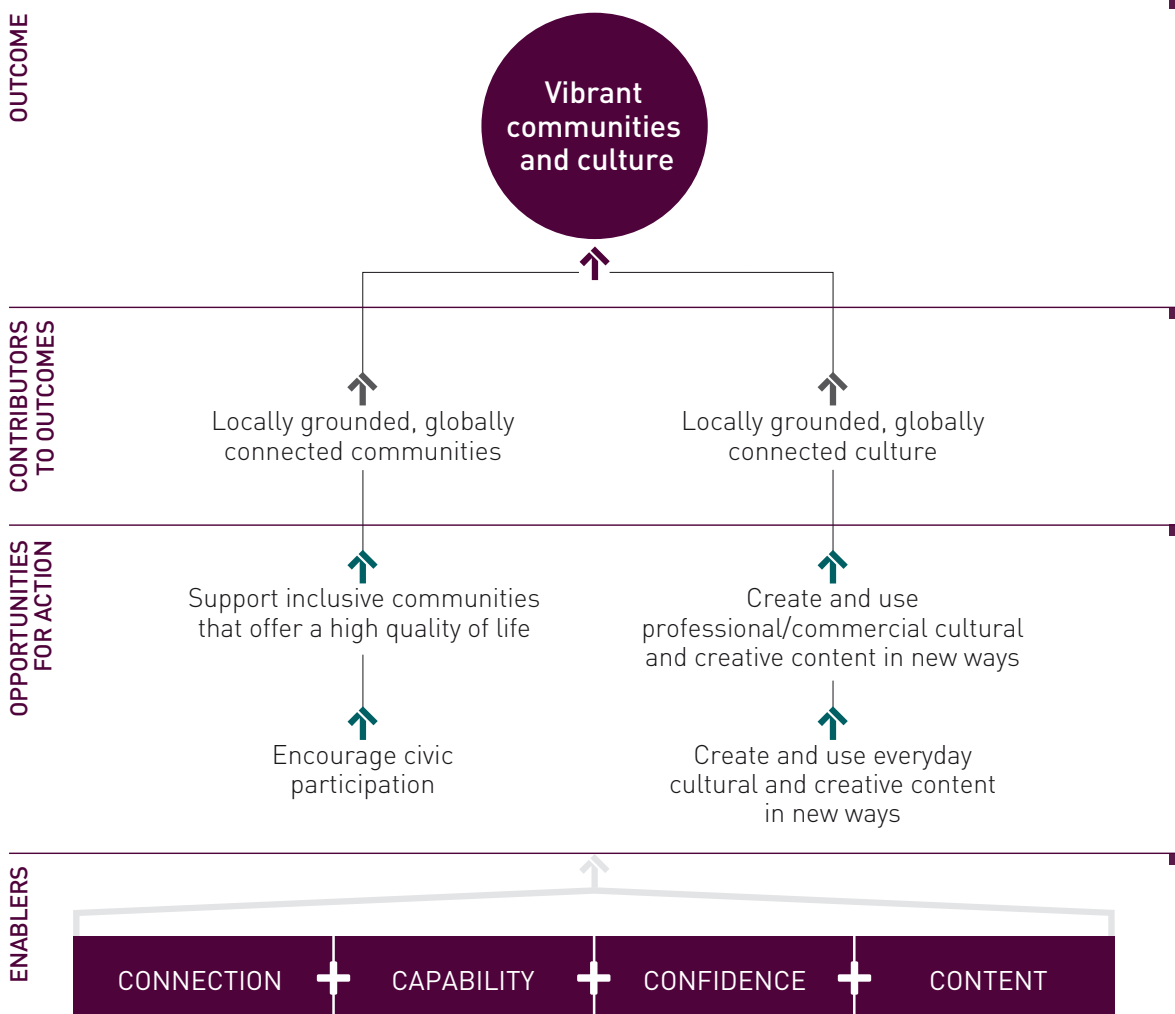 OUTCOME
Vibrant
communities
and culture
CONTRIBUTORS
TO OUTCOMES
Locally grounded, globally
connected communities
Locally grounded, globally
connected culture
OPPORTUNITIES
FOR ACTION
Support inclusive communities
that offer a high quality of life
Create and use
professional/commercial cultural
and creative content in new ways
Encourage civic
participation
Create and use everyday
cultural and creative content
in new ways
ENABLERS
CONNECTION + CAPABILITY + CONFIDENCE + CONTENT